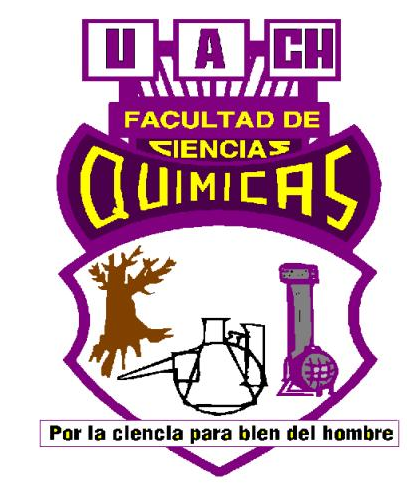 U A CH
FACULTAD DE
CIENCIAS
QUIMICAS
Por la ciencia para bien del hombre